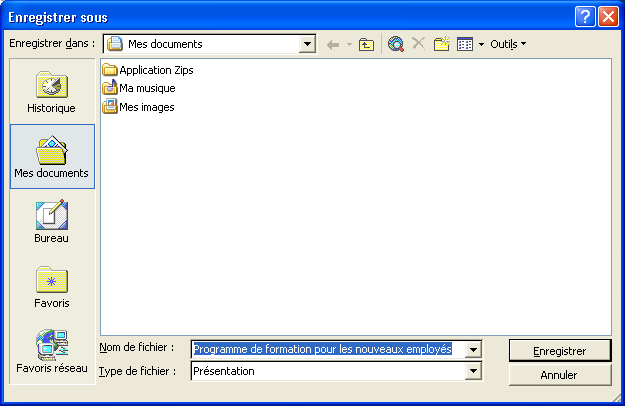 Enregistrer sous
Enregistrer dans : Mes documents Outils
Application Zips
Ma musique
Mes images
Historique
Mes documents
Bureau
Favoris
Favoris réseau
Nom de fichier : Programme de formation pour les nouveaux employés Enregistrer
Type de fichier : Présentation Annuler